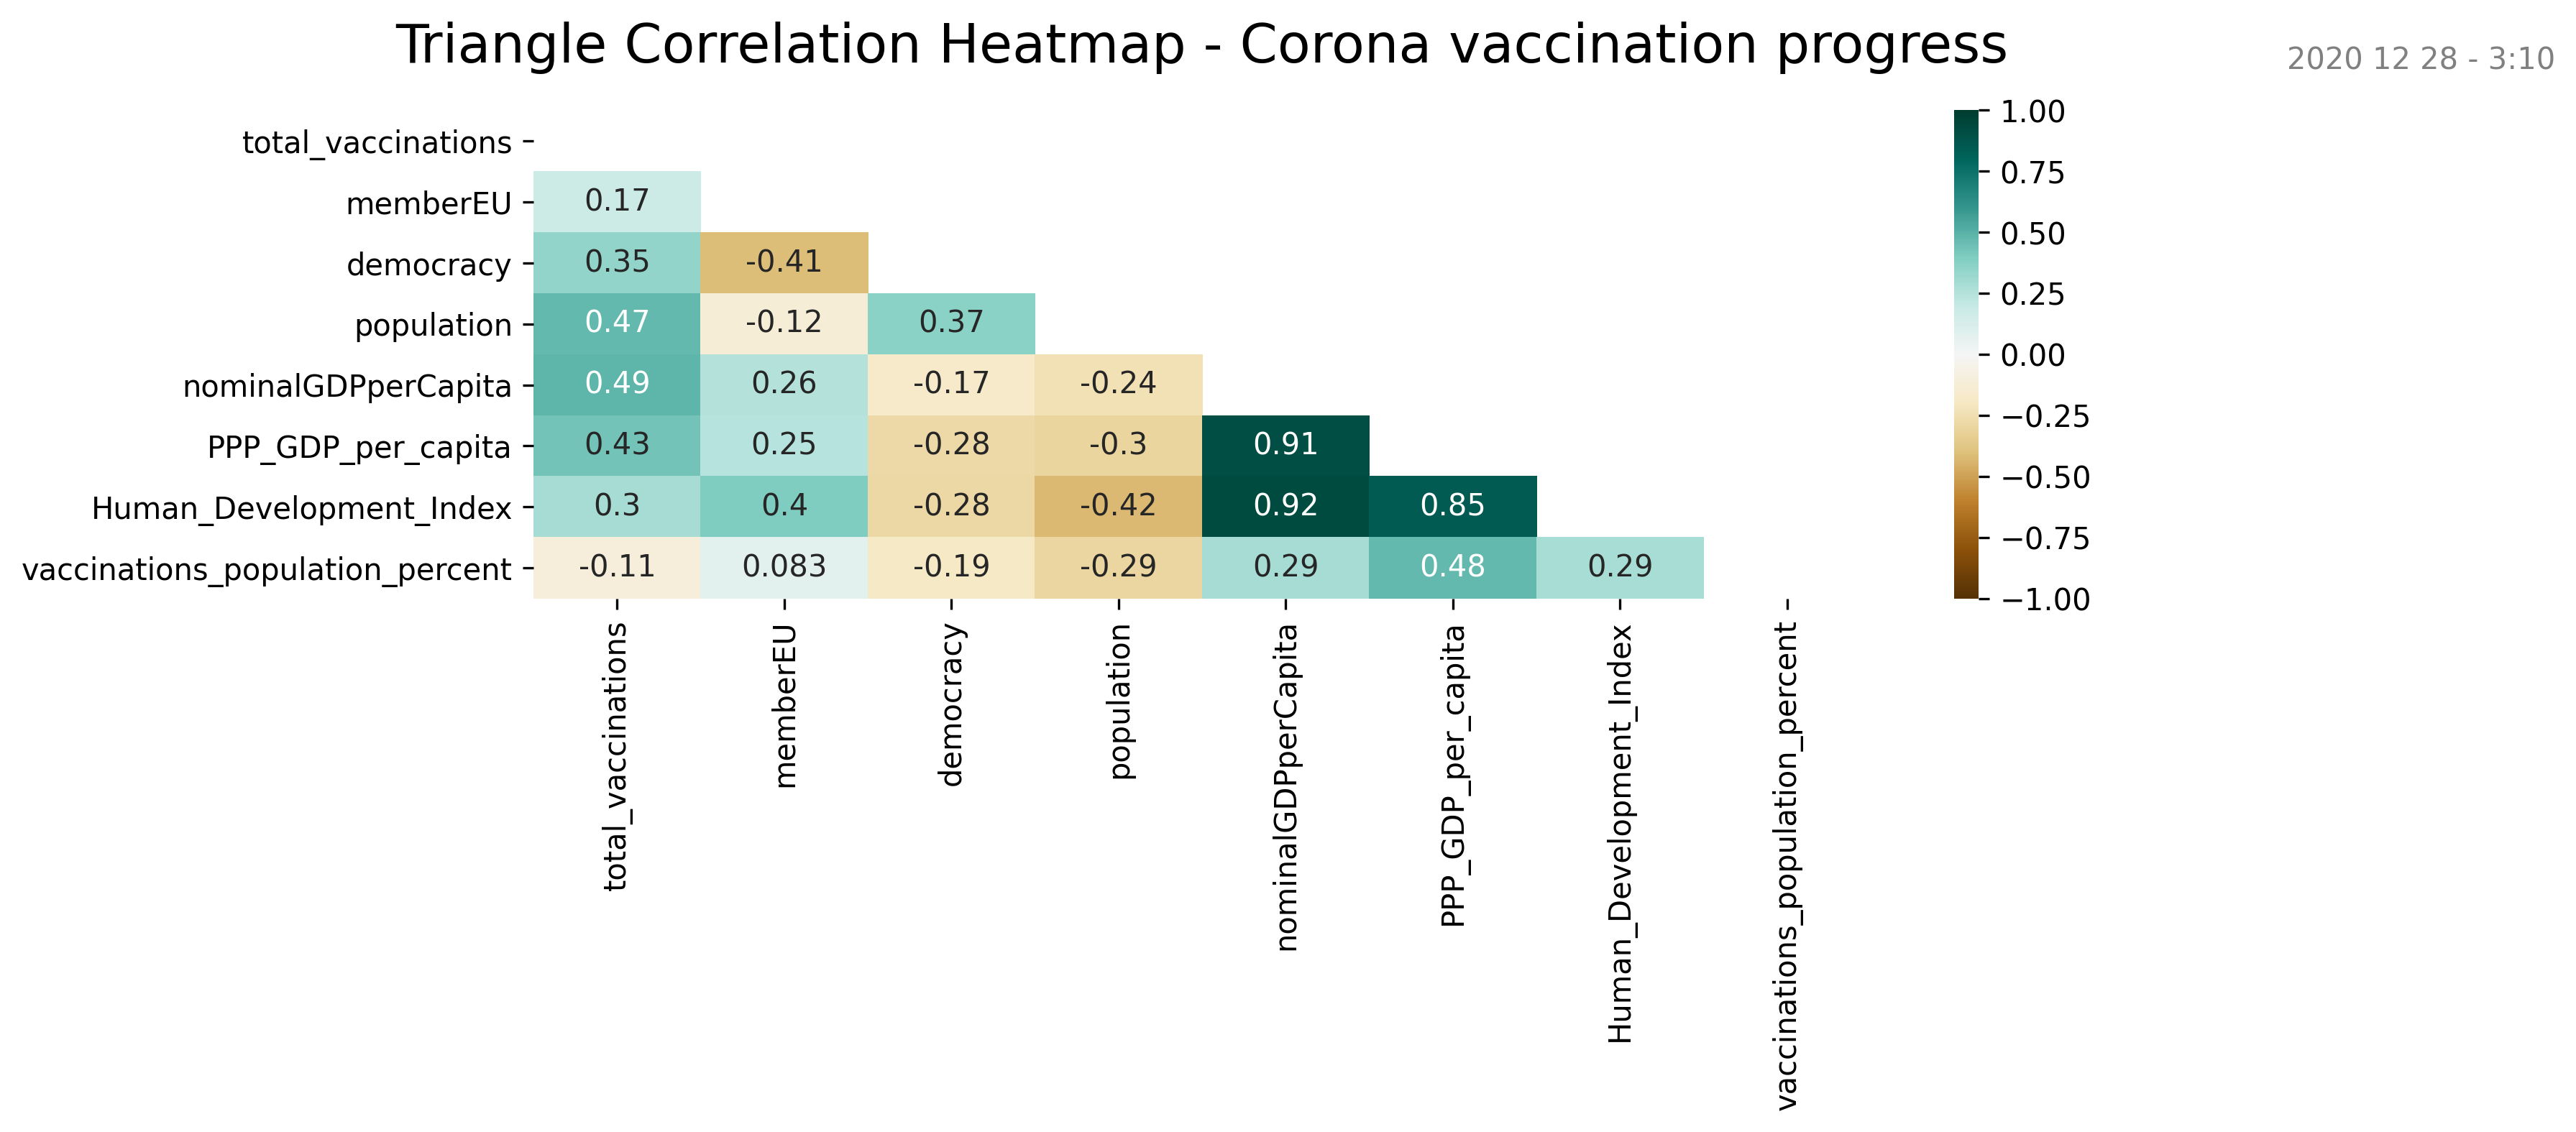 Triangle Correlation Heatmap - Corona vaccination progress
2020 12 28 - 3:10
total_vaccinations
memberEU 0.17
democracy 0.35 -0.41
population 0.47 -0.12 0.37
nominalGDPperCapita 0.49 0.26 -0.17 -0.24
PPP_GDP_per_capita 0.43 0.25 -0.28 -0.3 0.91
Human_Development_Index 0.3 0.4 -0.28 -0.42 0.92 0.85
vaccinations_population_percent -0.11 0.083 -0.19 -0.29 0.29 0.48 0.29
total_vaccinations
memberEU
democracy
population
nominalGDPperCapita
PPP_GDP_per_capita
Human_Development_Index
vaccinations_population_percent
1.00
0.75
0.50
0.25
0.00
−0.25
−0.50
−0.75
−1.00